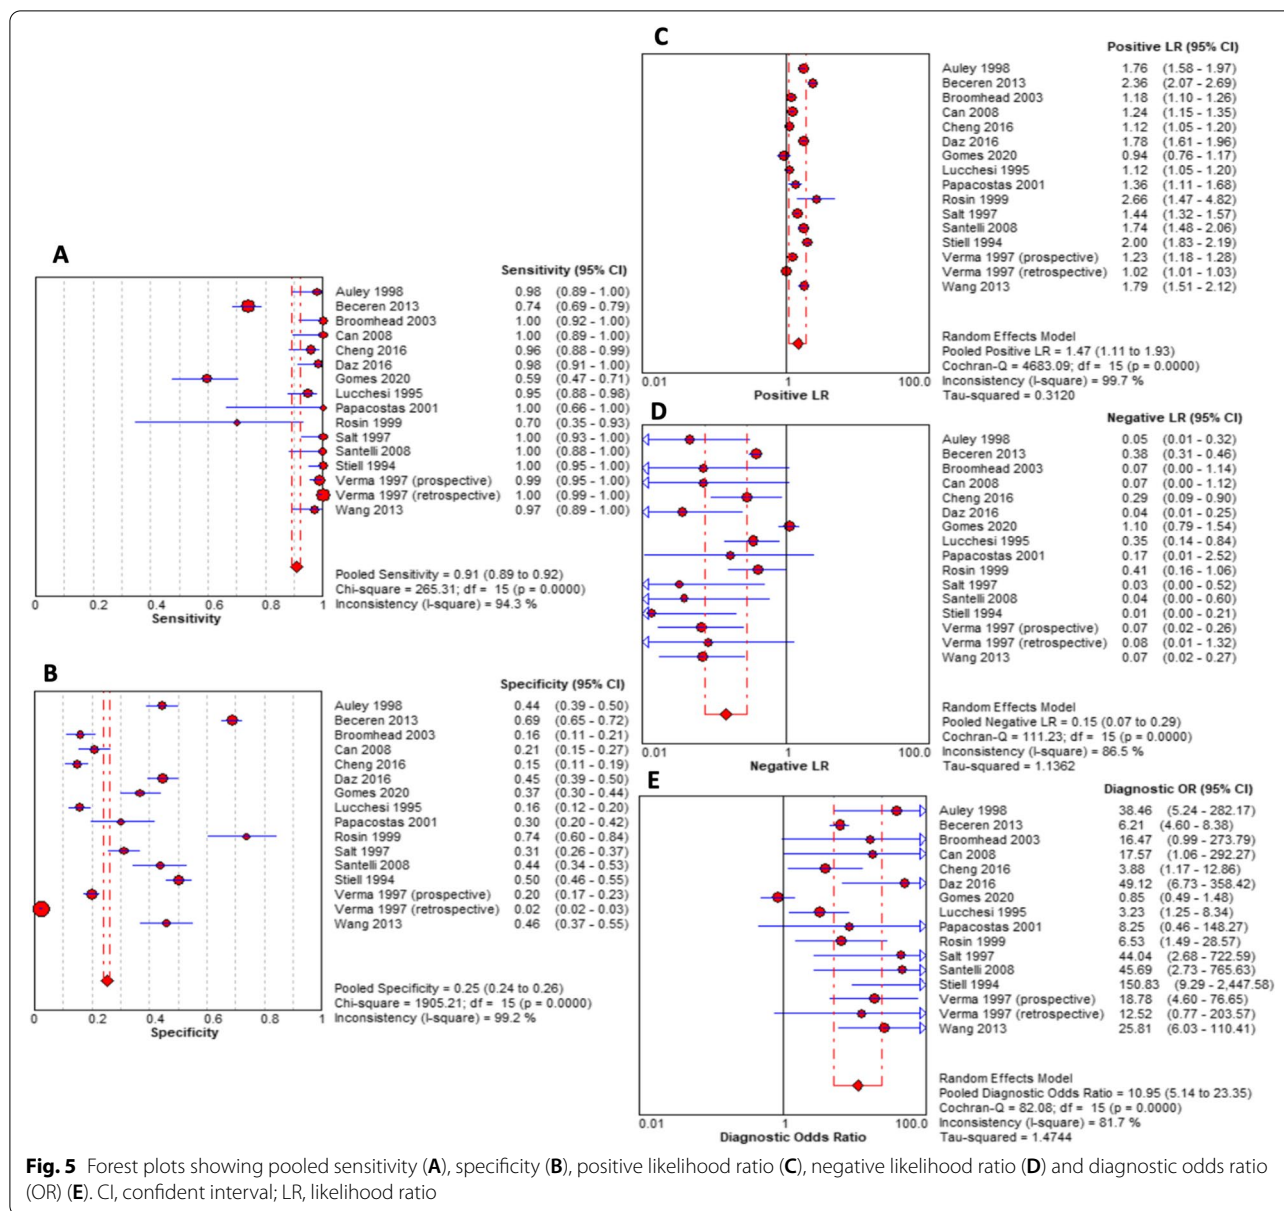 A
Sensitivity (95% CI)
Auley 1998 0.98 (0.89 - 1.00)
Beceren 2013 0.74 (0.69 - 0.79)
Broomhead 2003 1.00 (0.92 - 1.00)
Can 2008 1.00 (0.89 - 1.00)
Cheng 2016 0.96 (0.88 - 0.99)
Daz 2016 0.98 (0.91 - 1.00)
Gomes 2020 0.59 (0.47 - 0.71)
Lucchesi 1995 0.95 (0.88 - 0.98)
Papacostas 2001 1.00 (0.66 - 1.00)
Rosin 1999 0.70 (0.35 - 0.93)
Salt 1997 1.00 (0.93 - 1.00)
Santelli 2008 1.00 (0.88 - 1.00)
Stiell 1994 1.00 (0.95 - 1.00)
Verma 1997 (prospective) 0.99 (0.95 - 1.00)
Verma 1997 (retrospective) 1.00 (0.99 - 1.00)
Wang 2013 0.97 (0.89 - 1.00)
Pooled Sensitivity = 0.91 (0.89 to 0.92)
Chi-square = 265.31; df = 15 (p = 0.0000)
Inconsistency (I-square) = 94.3 %
0 0.2 0.4 0.6 0.8 1
Sensitivity
B
Specificity (95% CI)
Auley 1998 0.44 (0.39 - 0.50)
Beceren 2013 0.69 (0.65 - 0.72)
Broomhead 2003 0.16 (0.11 - 0.21)
Can 2008 0.21 (0.15 - 0.27)
Cheng 2016 0.15 (0.11 - 0.19)
Daz 2016 0.45 (0.39 - 0.50)
Gomes 2020 0.37 (0.30 - 0.44)
Lucchesi 1995 0.16 (0.12 - 0.20)
Papacostas 2001 0.30 (0.20 - 0.42)
Rosin 1999 0.74 (0.60 - 0.84)
Salt 1997 0.31 (0.26 - 0.37)
Santelli 2008 0.44 (0.34 - 0.53)
Stiell 1994 0.50 (0.46 - 0.55)
Verma 1997 (prospective) 0.20 (0.17 - 0.23)
Verma 1997 (retrospective) 0.02 (0.02 - 0.03)
Wang 2013 0.46 (0.37 - 0.55)
Pooled Specificity = 0.25 (0.24 to 0.26)
Chi-square = 1905.21; df = 15 (p = 0.0000)
Inconsistency (I-square) = 99.2 %
0 0.2 0.4 0.6 0.8 1
Specificity
C
Positive LR (95% CI)
Auley 1998 1.76 (1.58 - 1.97)
Beceren 2013 2.36 (2.07 - 2.69)
Broomhead 2003 1.18 (1.10 - 1.26)
Can 2008 1.24 (1.15 - 1.35)
Cheng 2016 1.12 (1.05 - 1.20)
Daz 2016 1.78 (1.61 - 1.96)
Gomes 2020 0.94 (0.76 - 1.17)
Lucchesi 1995 1.12 (1.05 - 1.20)
Papacostas 2001 1.36 (1.11 - 1.68)
Rosin 1999 2.66 (1.47 - 4.82)
Salt 1997 1.44 (1.32 - 1.57)
Santelli 2008 1.74 (1.48 - 2.06)
Stiell 1994 2.00 (1.83 - 2.19)
Verma 1997 (prospective) 1.23 (1.18 - 1.28)
Verma 1997 (retrospective) 1.02 (1.01 - 1.03)
Wang 2013 1.79 (1.51 - 2.12)
Random Effects Model
Pooled Positive LR = 1.47 (1.11 to 1.93)
Cochran-Q = 4683.09; df = 15 (p = 0.0000)
Inconsistency (I-square) = 99.7 %
Tau-squared = 0.3120
0.01 1 100.0
Positive LR
D
Negative LR (95% CI)
Auley 1998 0.05 (0.01 - 0.32)
Beceren 2013 0.38 (0.31 - 0.46)
Broomhead 2003 0.07 (0.00 - 1.14)
Can 2008 0.07 (0.00 - 1.12)
Cheng 2016 0.29 (0.09 - 0.90)
Daz 2016 0.04 (0.01 - 0.25)
Gomes 2020 1.10 (0.79 - 1.54)
Lucchesi 1995 0.35 (0.14 - 0.84)
Papacostas 2001 0.17 (0.01 - 2.52)
Rosin 1999 0.41 (0.16 - 1.06)
Salt 1997 0.03 (0.00 - 0.52)
Santelli 2008 0.04 (0.00 - 0.60)
Stiell 1994 0.01 (0.00 - 0.21)
Verma 1997 (prospective) 0.07 (0.02 - 0.26)
Verma 1997 (retrospective) 0.08 (0.01 - 1.32)
Wang 2013 0.07 (0.02 - 0.27)
Random Effects Model
Pooled Negative LR = 0.15 (0.07 to 0.29)
Cochran-Q = 111.23; df = 15 (p = 0.0000)
Inconsistency (I-square) = 86.5 %
Tau-squared = 1.1362
0.01 1 100.0
Negative LR
E
Diagnostic OR (95% CI)
Auley 1998 38.46 (5.24 - 282.17)
Beceren 2013 6.21 (4.60 - 8.38)
Broomhead 2003 16.47 (0.99 - 273.79)
Can 2008 17.57 (1.06 - 292.27)
Cheng 2016 3.88 (1.17 - 12.86)
Daz 2016 49.12 (6.73 - 358.42)
Gomes 2020 0.85 (0.49 - 1.48)
Lucchesi 1995 3.23 (1.25 - 8.34)
Papacostas 2001 8.25 (0.46 - 148.27)
Rosin 1999 6.53 (1.49 - 28.57)
Salt 1997 44.04 (2.68 - 722.59)
Santelli 2008 45.69 (2.73 - 765.63)
Stiell 1994 150.83 (9.29 - 2,447.58)
Verma 1997 (prospective) 18.78 (4.60 - 76.65)
Verma 1997 (retrospective) 12.52 (0.77 - 203.57)
Wang 2013 25.81 (6.03 - 110.41)
Random Effects Model
Pooled Diagnostic Odds Ratio = 10.95 (5.14 to 23.35)
Cochran-Q = 82.08; df = 15 (p = 0.0000)
Inconsistency (I-square) = 81.7 %
Tau-squared = 1.4744
0.01 1 100.0
Diagnostic Odds Ratio
Fig. 5 Forest plots showing pooled sensitivity (A), specificity (B), positive likelihood ratio (C), negative likelihood ratio (D) and diagnostic odds ratio
(OR) (E). CI, confident interval; LR, likelihood ratio